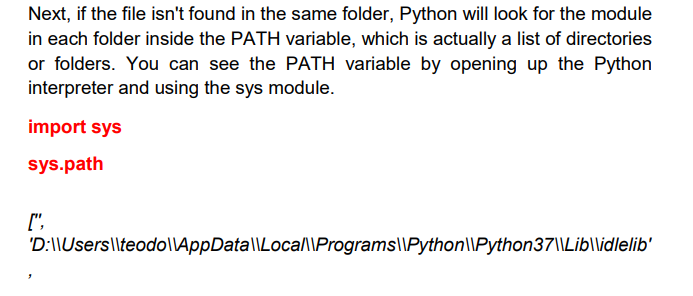 Next, if the file isn't found in the same folder, Python will look for the module
in each folder inside the PATH variable, which is actually a list of directories
or folders. You can see the PATH variable by opening up the Python
interpreter and using the sys module.
import sys
sys.path
['',
'D:\\Users\\teodo\\AppData\\Local\\Programs\\Python\\Python37\\Lib\\idlelib'
,